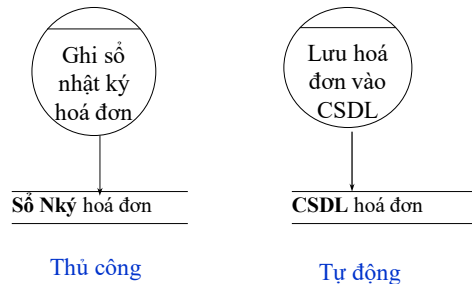 Ghi sổ
nhật ký
hoá đơn
Lưu hoá
đơn vào
CSDL
Sổ Nký hoá đơn
CSDL hoá đơn
Thủ công
Tự động